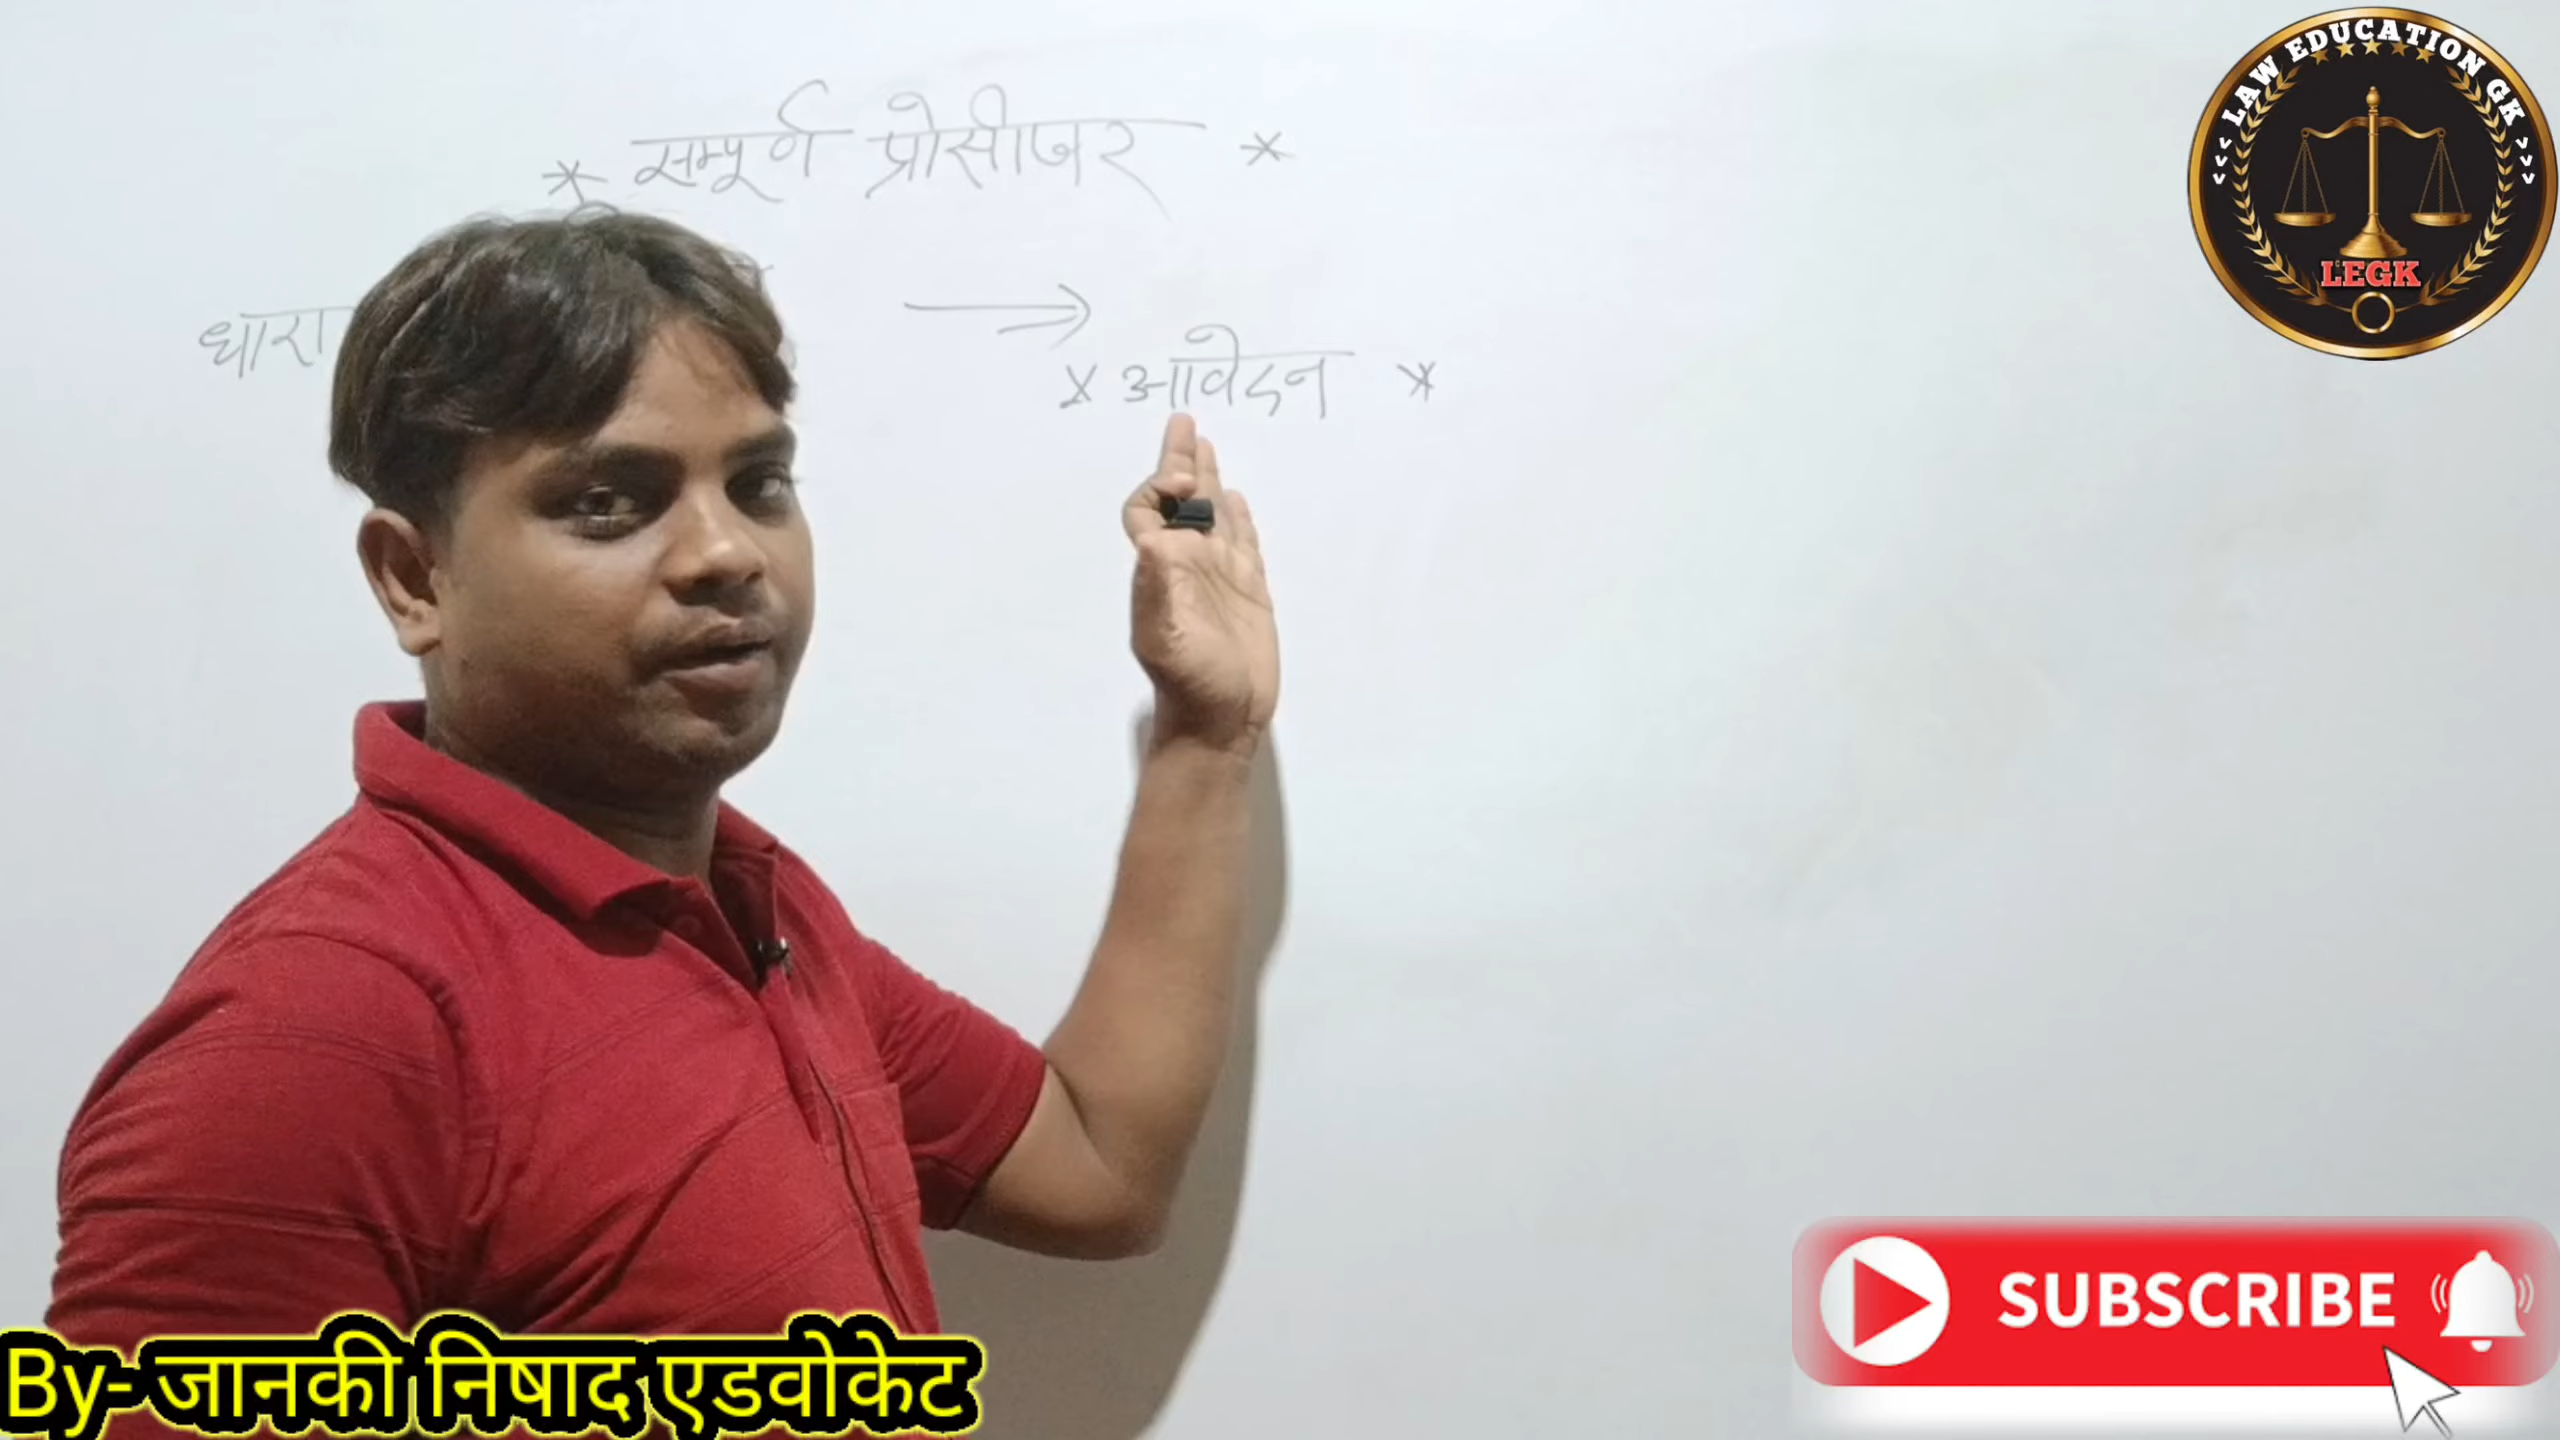 * सम्पूर्ण प्रोसीजर *
धारा
→
* आवेदन *
LAW EDUCATION GK
LEGK
SUBSCRIBE
By- जानकी निषाद एडवोकेट